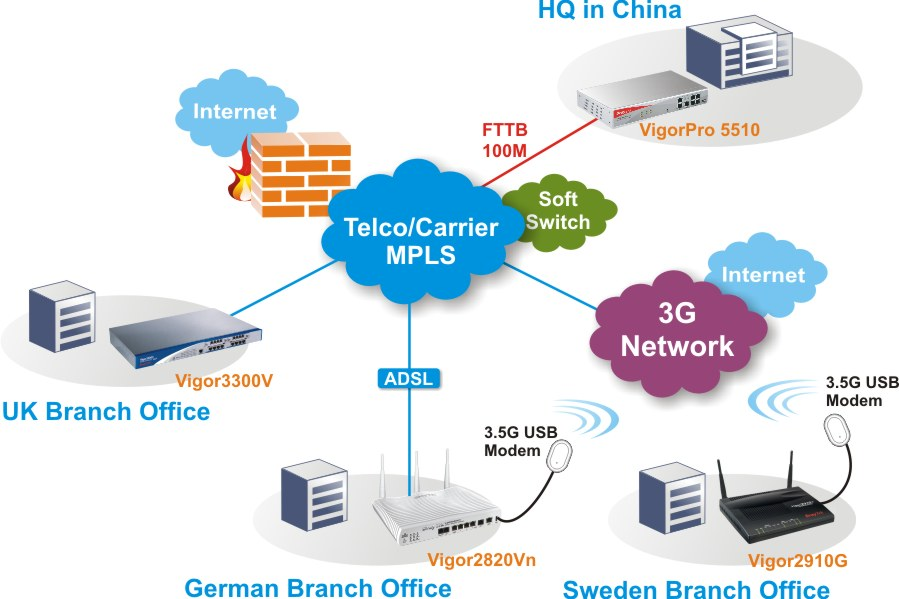 HQ in China
Internet
FTTB
100M
VigorPro 5510
Telco/Carrier
MPLS
Soft
Switch
Internet
3G
Network
Vigor3300V
UK Branch Office
ADSL
3.5G USB
Modem
3.5G USB
Modem
Vigor2820Vn
German Branch Office
Vigor2910G
Sweden Branch Office